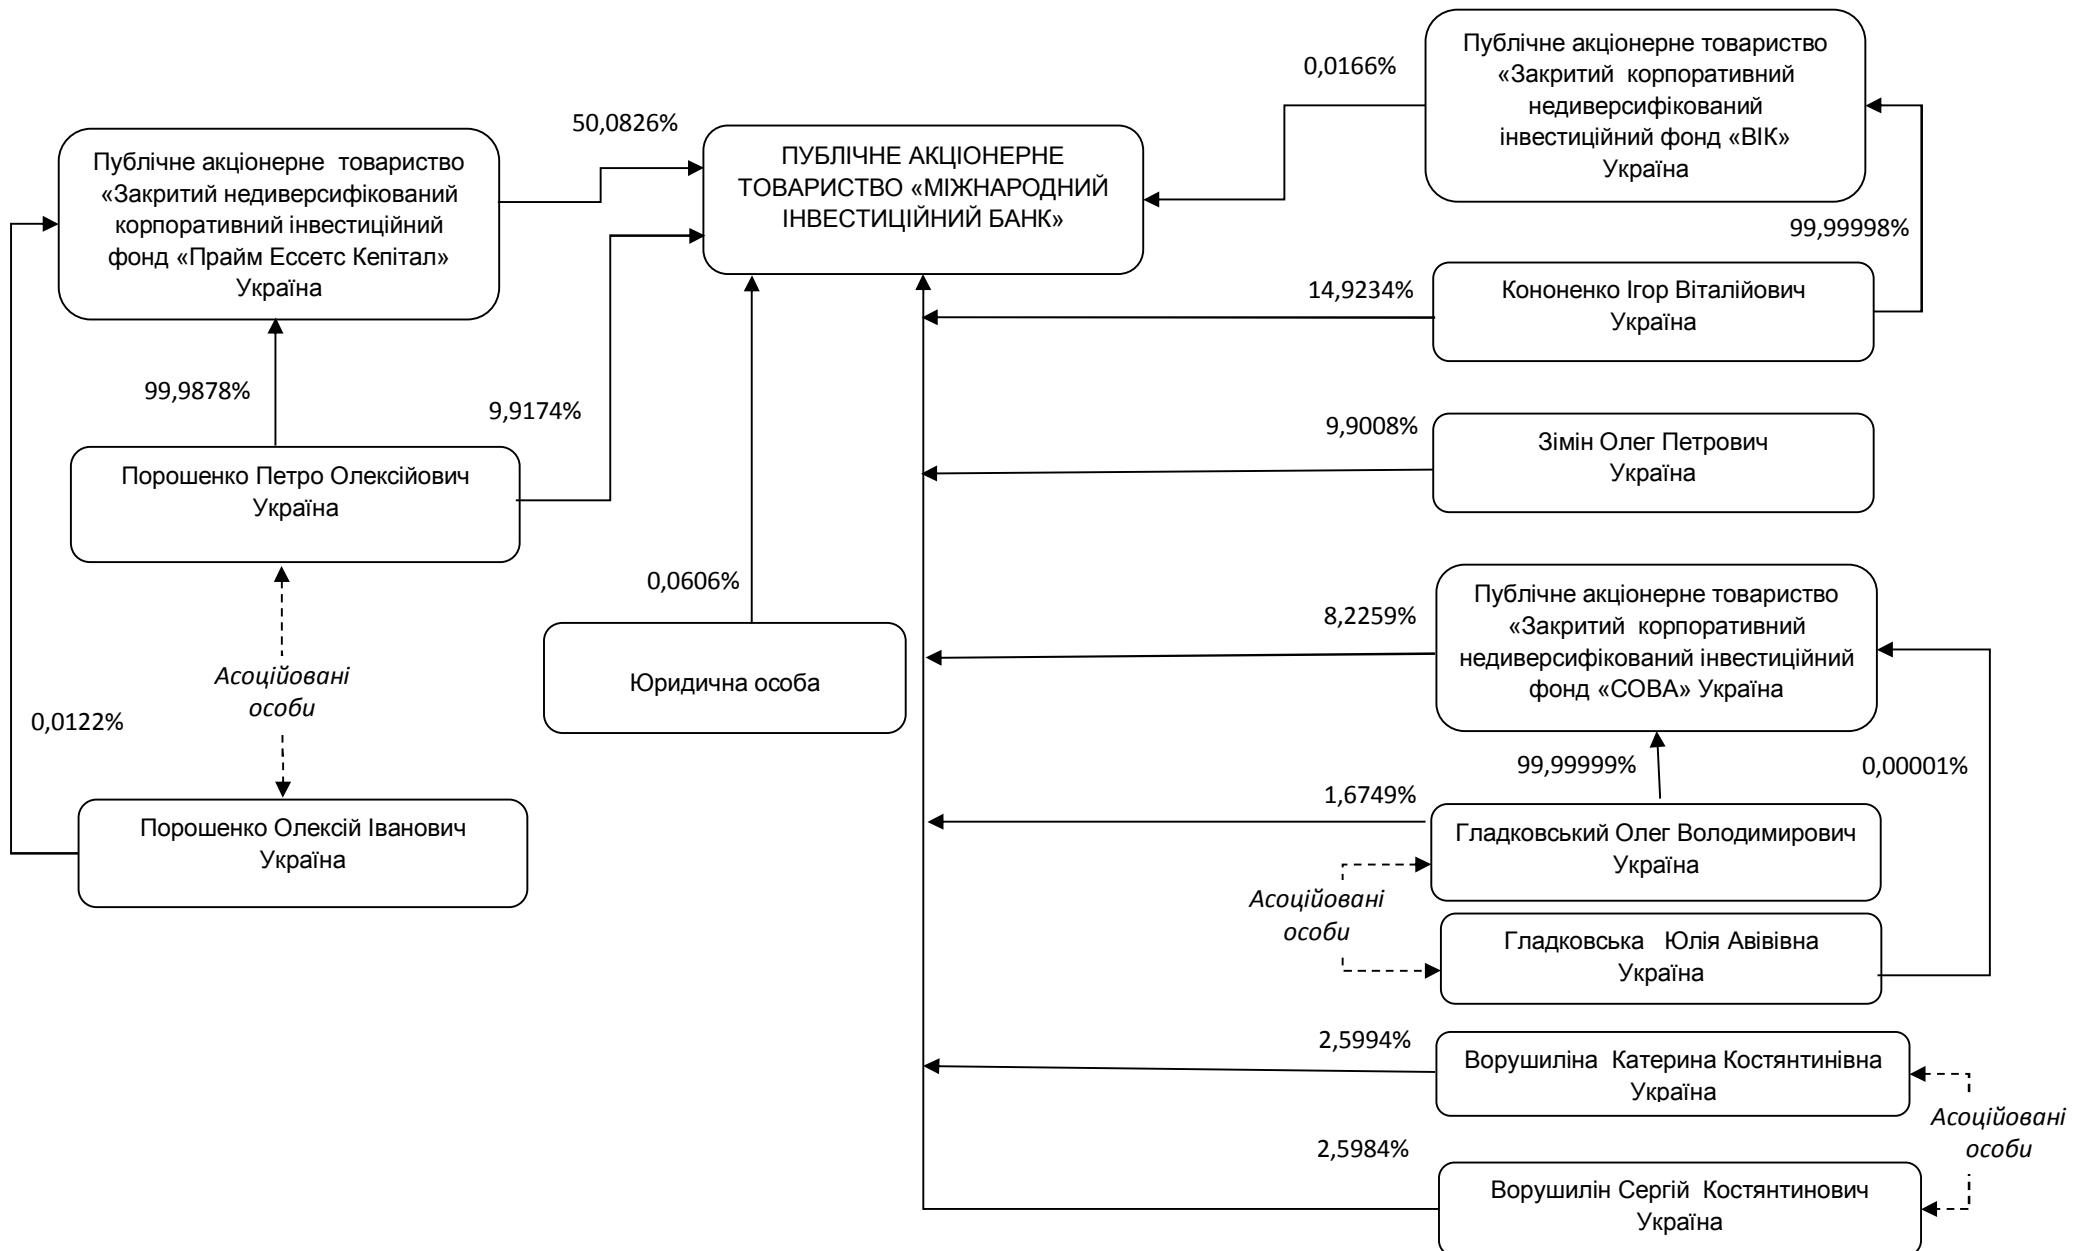 Публічне акціонерне товариство
«Закритий недиверсифікований
корпоративний інвестиційний
фонд «Прайм Ессетс Кепітал»
Україна
50,0826%
ПУБЛІЧНЕ АКЦІОНЕРНЕ
ТОВАРИСТВО «МІЖНАРОДНИЙ
ІНВЕСТИЦІЙНИЙ БАНК»
0,0166%
Публічне акціонерне товариство
«Закритий корпоративний
недиверсифікований
інвестиційний фонд «ВІК»
Україна
99,99998%
14,9234%
Кононенко Ігор Віталійович
Україна
99,9878%
9,9174%
9,9008%
Зімін Олег Петрович
Україна
Порошенко Петро Олексійович
Україна
0,0606%
Юридична особа
8,2259%
Публічне акціонерне товариство
«Закритий корпоративний
недиверсифікований інвестиційний
фонд «СОВА» Україна
Асоційовані
особи
0,0122%
99,99999%
0,00001%
Порошенко Олексій Іванович
Україна
1,6749%
Гладковський Олег Володимирович
Україна
Асоційовані
особи
Гладковська Юлія Авівівна
Україна
2,5994%
Ворушиліна Катерина Костянтинівна
Україна
Асоційовані
особи
2,5984%
Ворушилін Сергій Костянтинович
Україна